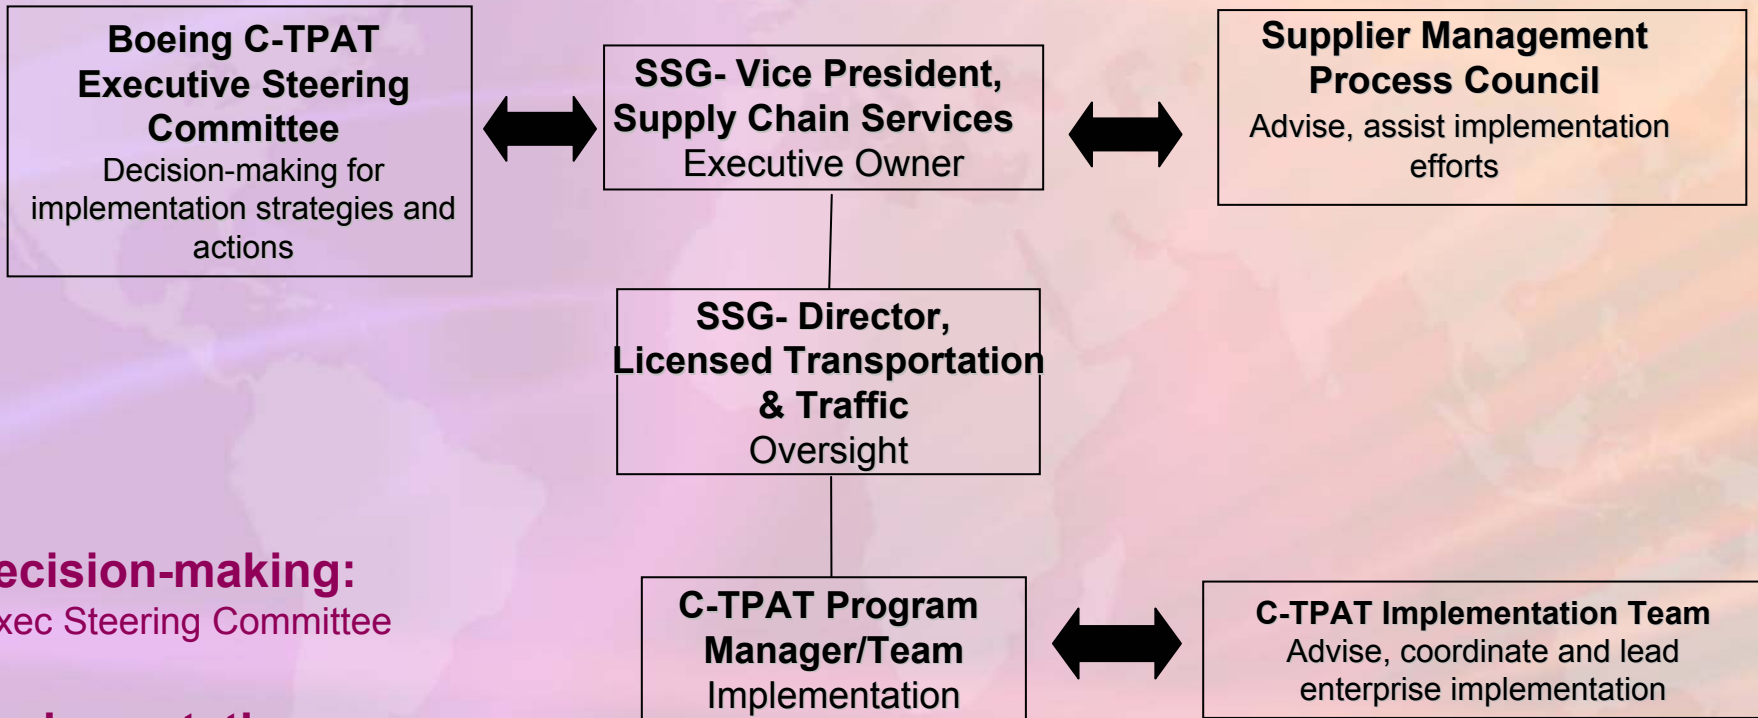 Boeing C-TPAT
Executive Steering
Committee
Decision-making for
implementation strategies and
actions
SSG- Vice President,
Supply Chain Services
Executive Owner
Supplier Management
Process Council
Advise, assist implementation
efforts
SSG- Director,
Licensed Transportation
& Traffic
Oversight
ecision-making:
xec Steering Committee
C-TPAT Program
Manager/Team
Implementation
C-TPAT Implementation Team
Advise, coordinate and lead
enterprise implementation